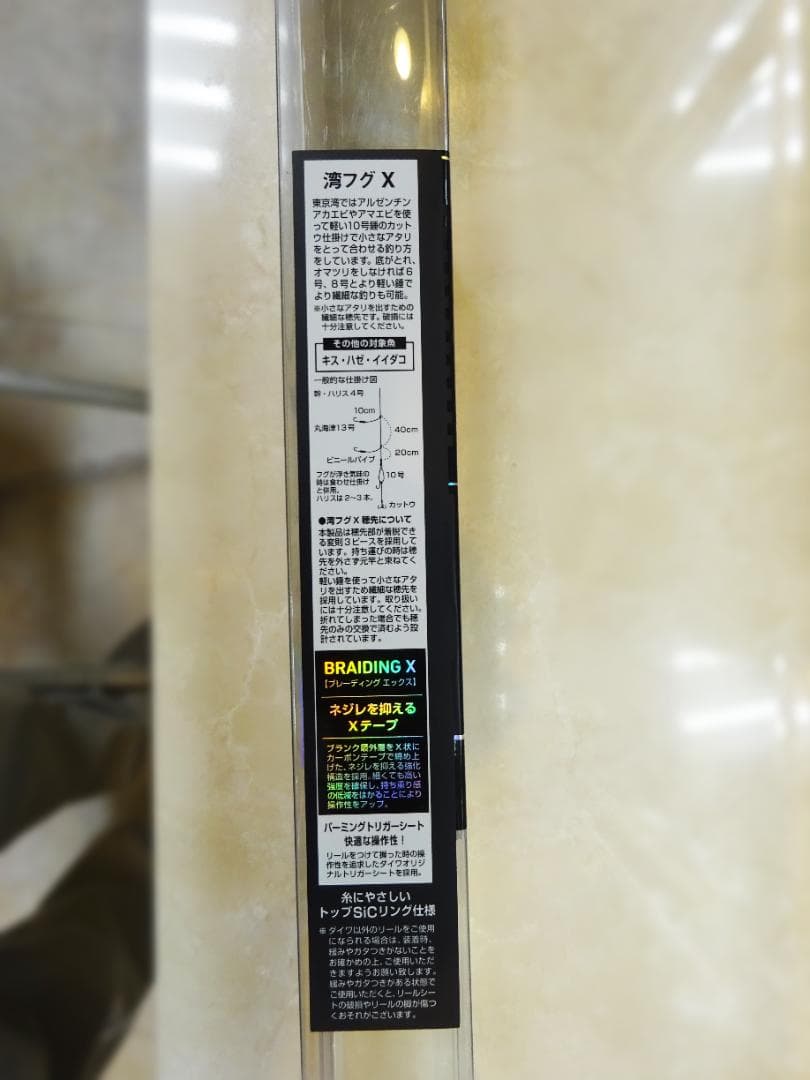 湾フグ X
東京湾ではアルゼンチン
アカエビやアマエビを使
って軽い10号錘のカット
ウ仕掛けで小さなアタリ
をとって合わせる釣り方
をしています。底がとれ、
オマツリをしなければ6
号、8号とより軽い錘で
より繊細な釣りも可能。
※小さなアタリを出すための
繊細な穂先です。破損には
十分注意してください。
その他の対象魚
キス・ハゼ・イイダコ
一般的な仕掛け図
幹・ハリス4号
10cm
丸海津13号
40cm
ビニールパイプ
20cm
フグが浮き気味の
時は食わせ仕掛け
と併用。
ハリスは2〜3本。
10号
カットウ
●湾フグX 穂先について
本製品は穂先部が着脱でき
る変則3ピースを採用して
います。持ち運びの時は穂
先を外さず元竿と束ねてく
ださい。
軽い錘を使って小さなアタ
リを出すため繊細な穂先を
採用しています。取り扱い
には十分注意してください。
折れてしまった場合でも穂
先のみの交換で済むよう設
計されています。
BRAIDING X
[ブレーディング エックス]
ネジレを抑える
Xテープ
ブランク最外層をX状に
カーボンテープで締め上
げた、ネジレを抑える強化
構造を採用。細くても高い
強度を確保し、持ち重り感
の低減をはかることにより
操作性をアップ。
パーミングトリガーシート
快適な操作性!
リールをつけて握った時の操
作性を追求したダイワオリジ
ナルトリガーシートを採用。
糸にやさしい
トップSiCリング仕様
※ダイワ以外のリールをご使用
になられる場合は、装着時、
緩みやガタつきがないことを
お確かめの上、ご使用いただ
きますようお願い致します。
緩みやガタつきがある状態で
ご使用いただくと、リールシー
トの破損やリールの脚が傷つ
くおそれがございます。